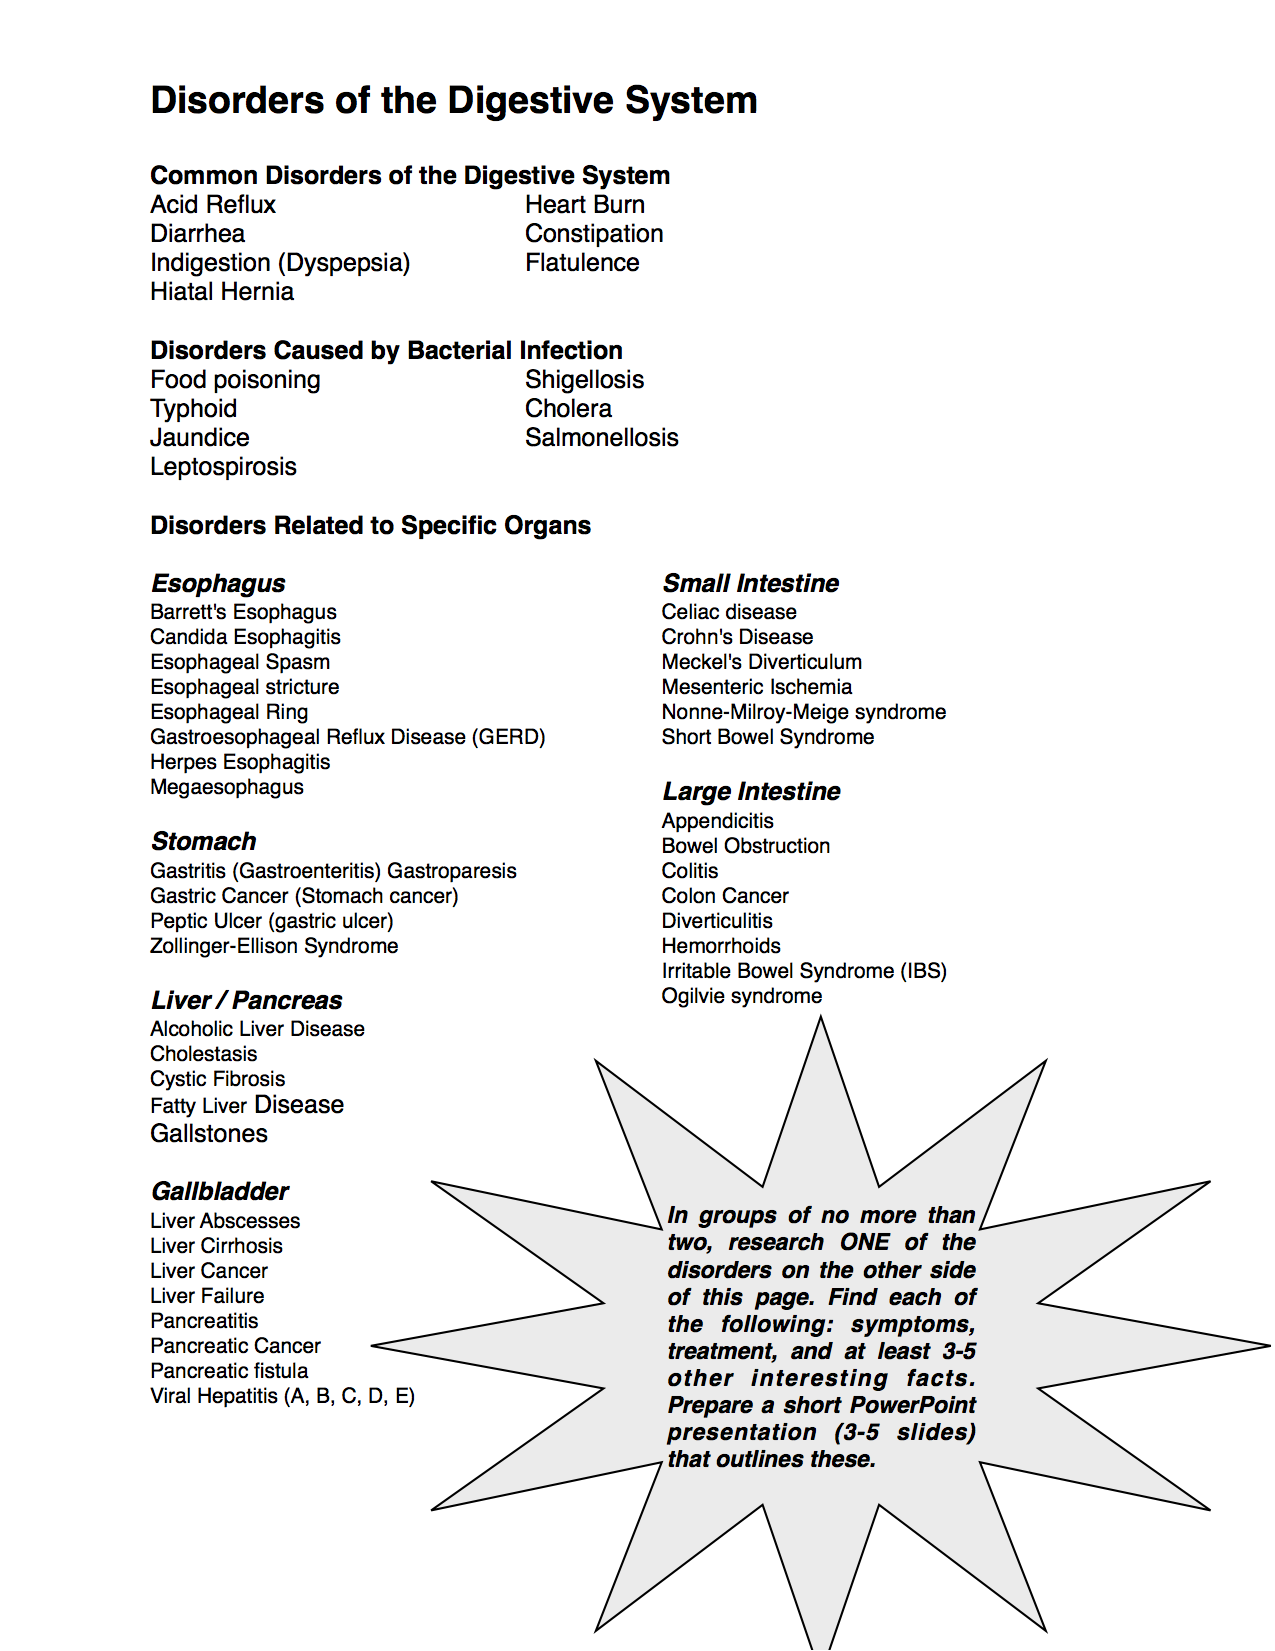 Disorders of the Digestive System
Common Disorders of the Digestive System
Acid Reflux Heart Burn
Diarrhea Constipation
Indigestion (Dyspepsia) Flatulence
Hiatal Hernia
Disorders Caused by Bacterial Infection
Food poisoning Shigellosis
Typhoid Cholera
Jaundice Salmonellosis
Leptospirosis
Disorders Related to Specific Organs
Esophagus
Barrett's Esophagus
Candida Esophagitis
Esophageal Spasm
Esophageal stricture
Esophageal Ring
Gastroesophageal Reflux Disease (GERD)
Herpes Esophagitis
Megaesophagus
Stomach
Gastritis (Gastroenteritis) Gastroparesis
Gastric Cancer (Stomach cancer)
Peptic Ulcer (gastric ulcer)
Zollinger-Ellison Syndrome
Liver / Pancreas
Alcoholic Liver Disease
Cholestasis
Cystic Fibrosis
Fatty Liver Disease
Gallstones
Gallbladder
Liver Abscesses
Liver Cirrhosis
Liver Cancer
Liver Failure
Pancreatitis
Pancreatic Cancer
Pancreatic fistula
Viral Hepatitis (A, B, C, D, E)
Small Intestine
Celiac disease
Crohn's Disease
Meckel's Diverticulum
Mesenteric Ischemia
Nonne-Milroy-Meige syndrome
Short Bowel Syndrome
Large Intestine
Appendicitis
Bowel Obstruction
Colitis
Colon Cancer
Diverticulitis
Hemorrhoids
Irritable Bowel Syndrome (IBS)
Ogilvie syndrome
In groups of no more than
two, research ONE of the
disorders on the other side
of this page. Find each of
the following: symptoms,
treatment, and at least 3-5
other interesting facts.
Prepare a short PowerPoint
presentation (3-5 slides)
that outlines these.